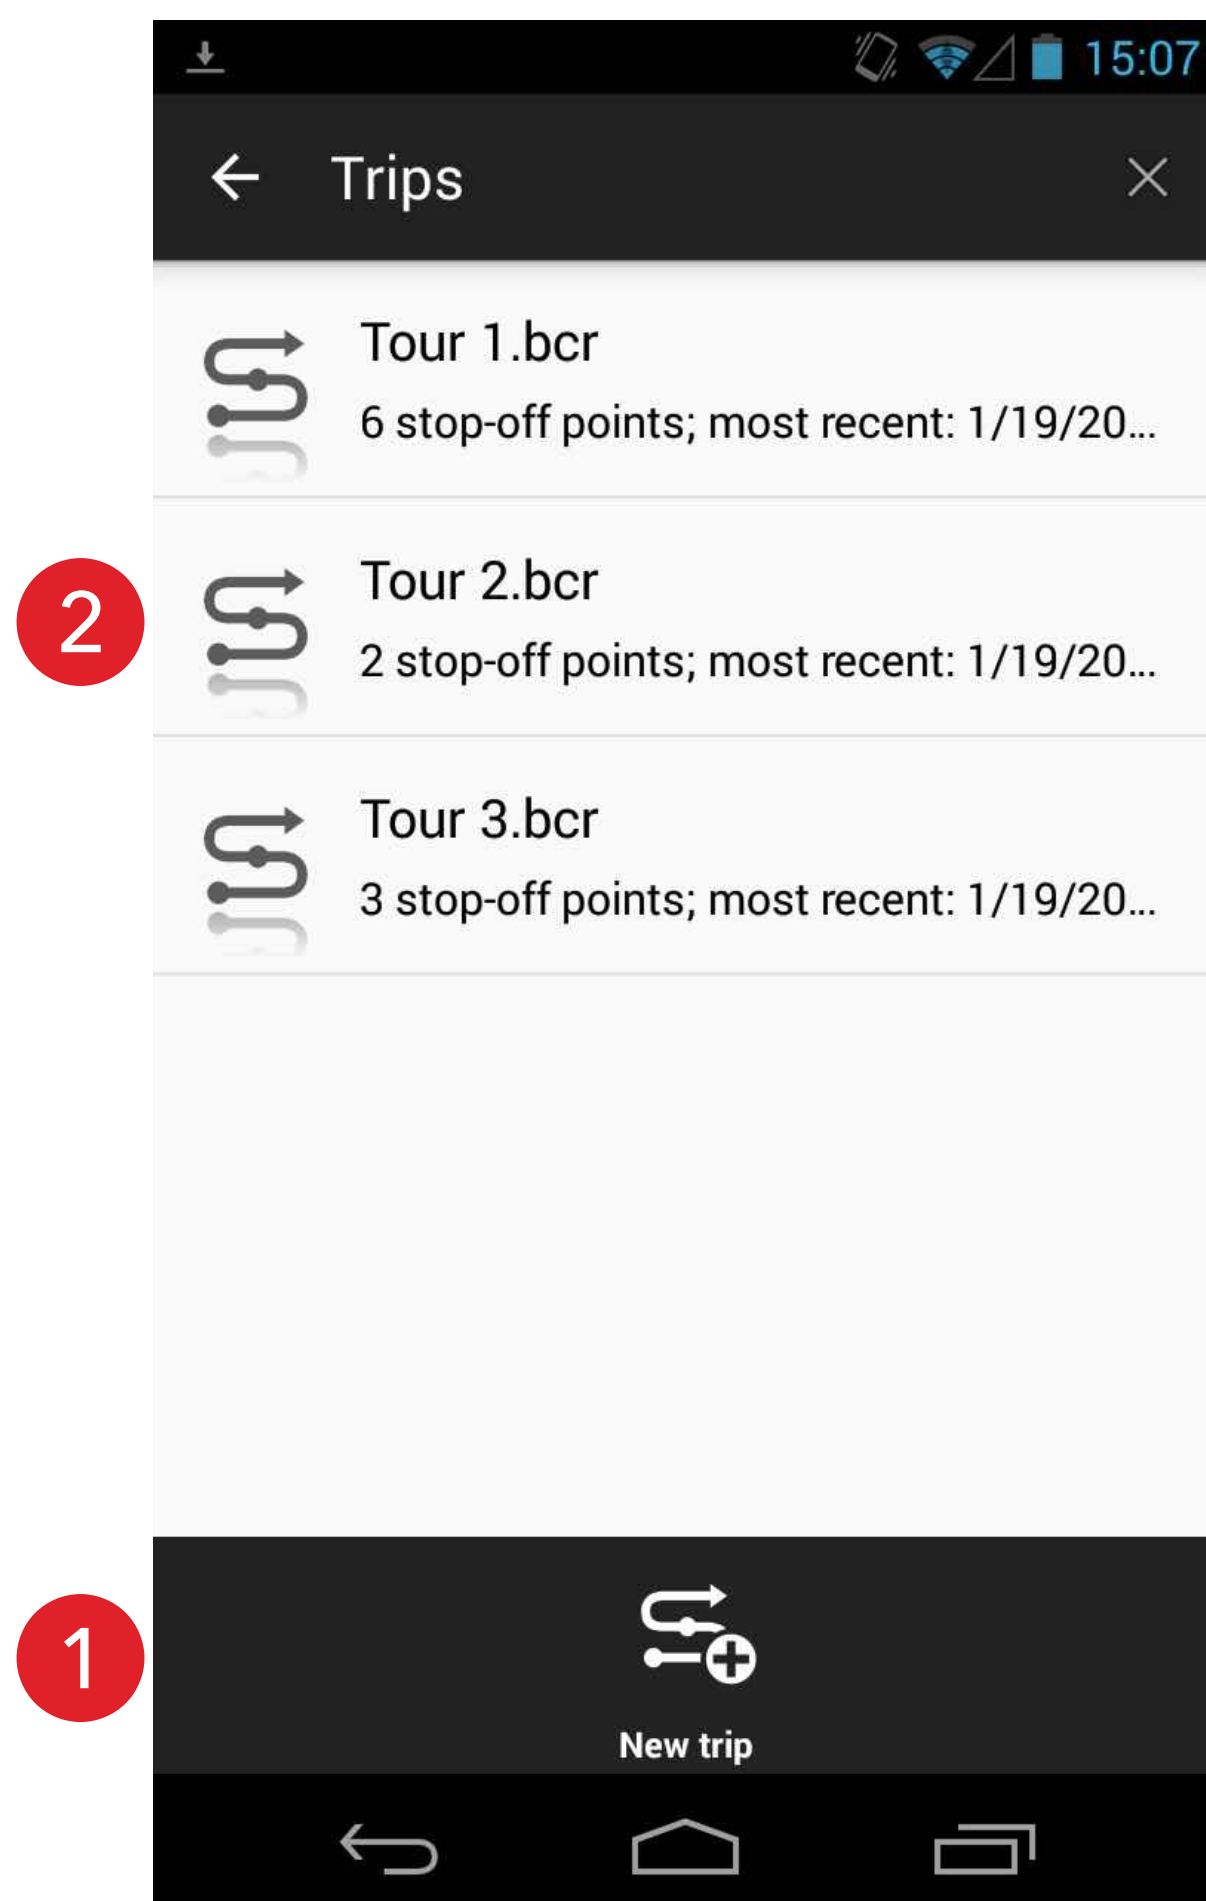 15:07
Trips
Tour 1.bcr
6 stop-off points; most recent: 1/19/20...
2
Tour 2.bcr
2 stop-off points; most recent: 1/19/20...
Tour 3.bcr
3 stop-off points; most recent: 1/19/20...
1
New trip